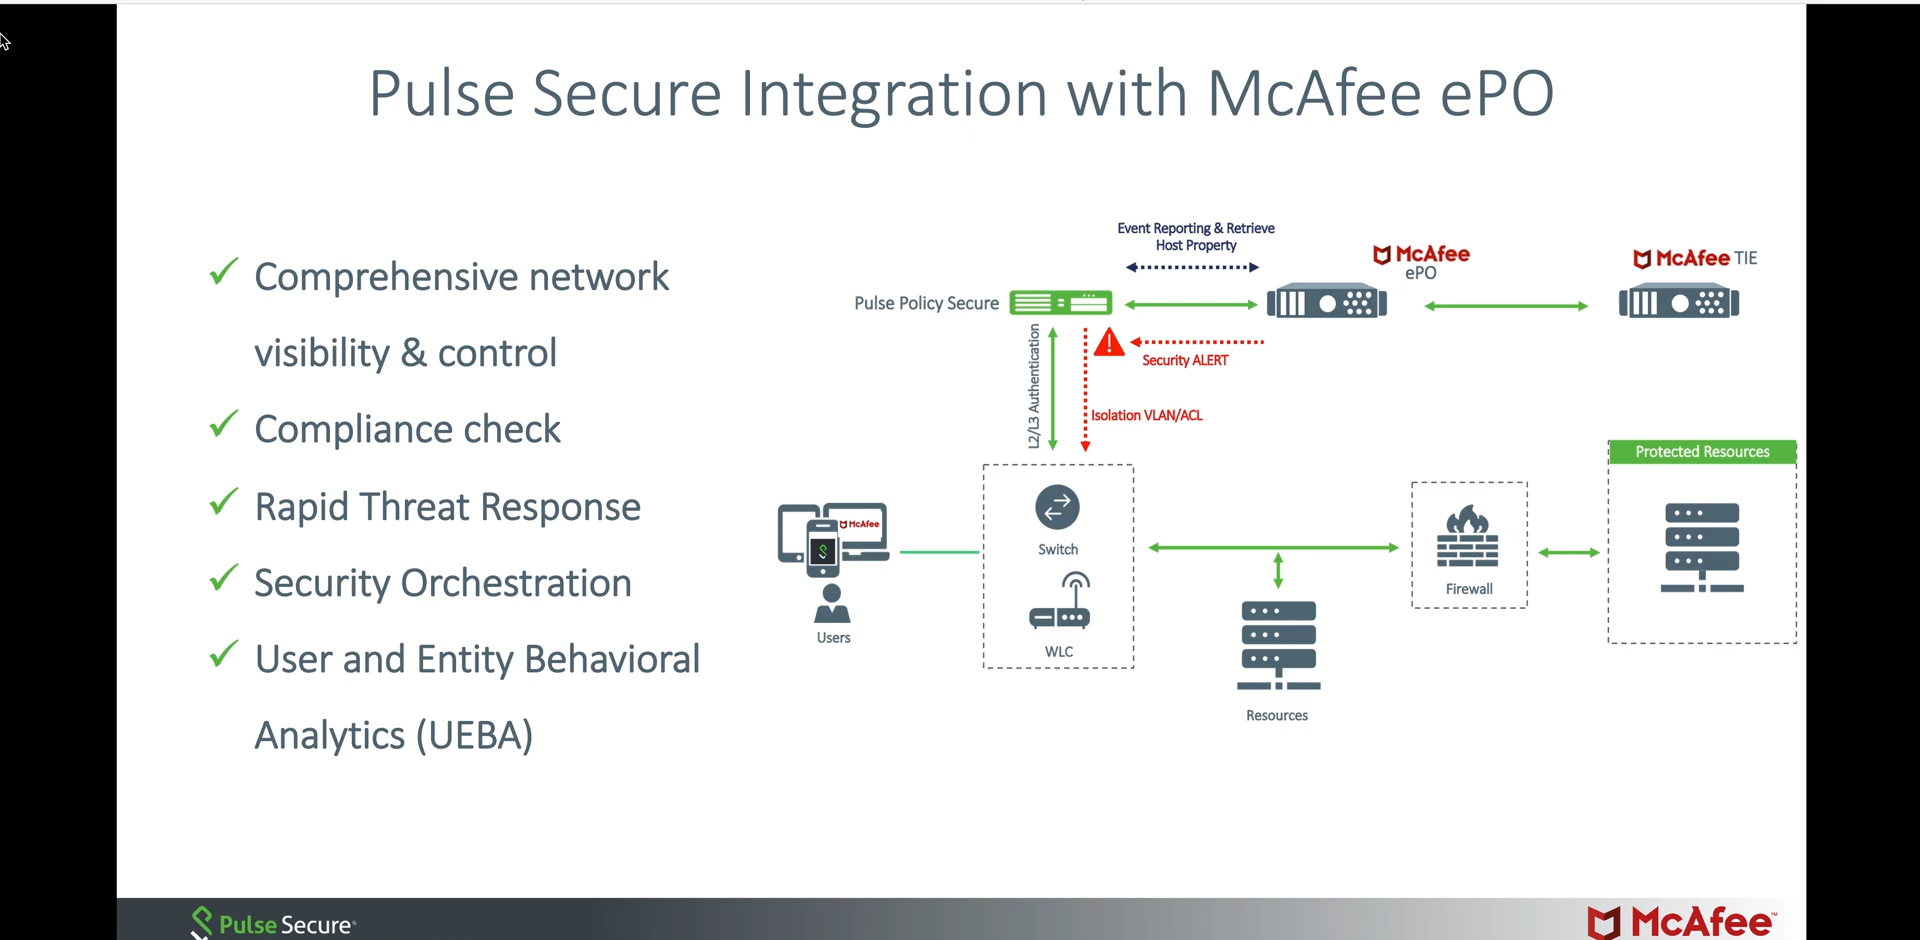 Pulse Secure Integration with McAfee ePO
Comprehensive network
visibility & control
Compliance check
Rapid Threat Response
Security Orchestration
User and Entity Behavioral
Analytics (UEBA)
Event Reporting & Retrieve
Host Property
McAfee
ePO
McAfee TIE
Pulse Policy Secure
Security ALERT
L2/L3 Authentication
Isolation VLAN/ACL
Protected Resources
McAfee
Switch
Firewall
Users
WLC
Resources
Pulse Secure®
McAfee™